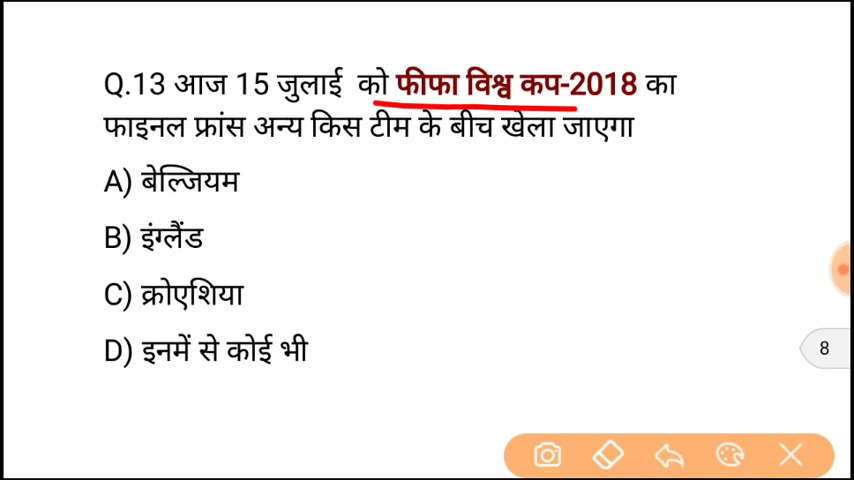 Q.13 आज 15 जुलाई को फीफा विश्व कप-2018 का
फाइनल फ्रांस अन्य किस टीम के बीच खेला जाएगा
A) बेल्जियम
B) इंग्लैंड
C) क्रोएशिया
D) इनमें से कोई भी
8